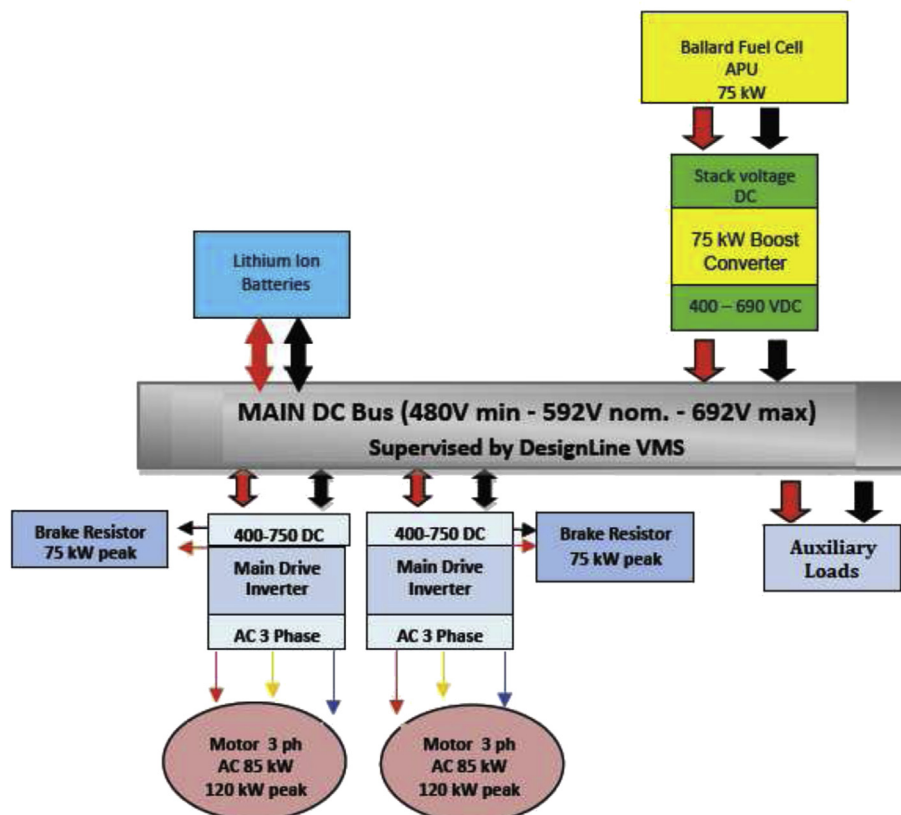 Ballard Fuel Cell
APU
75 kW
Stack voltage
DC
75 kW Boost
Converter
400 – 690 VDC
Lithium Ion
Batteries
MAIN DC Bus (480V min - 592V nom. - 692V max)
Supervised by DesignLine VMS
Brake Resistor
75 kW peak
400-750 DC
Main Drive
Inverter
AC 3 Phase
400-750 DC
Main Drive
Inverter
AC 3 Phase
Brake Resistor
75 kW peak
Auxiliary
Loads
Motor 3 ph
AC 85 kW
120 kW peak
Motor 3 ph
AC 85 kW
120 kW peak